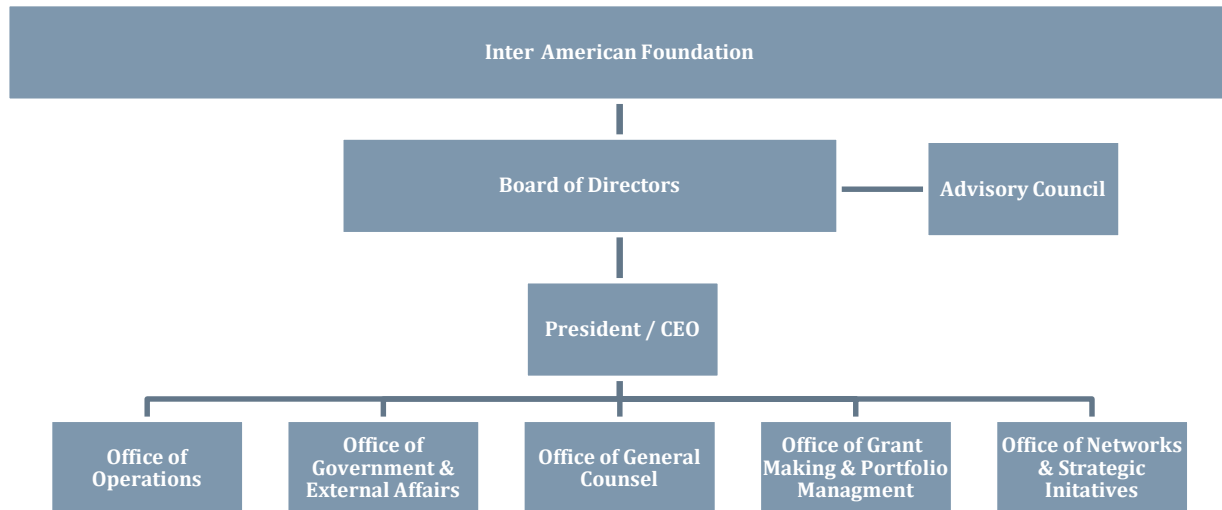 Inter American Foundation
Board of Directors
Advisory Council
President / CEO
Office of
Operations
Office of
Government &
External Affairs
Office of General
Counsel
Office of Grant
Making & Portfolio
Managment
Office of Networks
& Strategic
Initatives